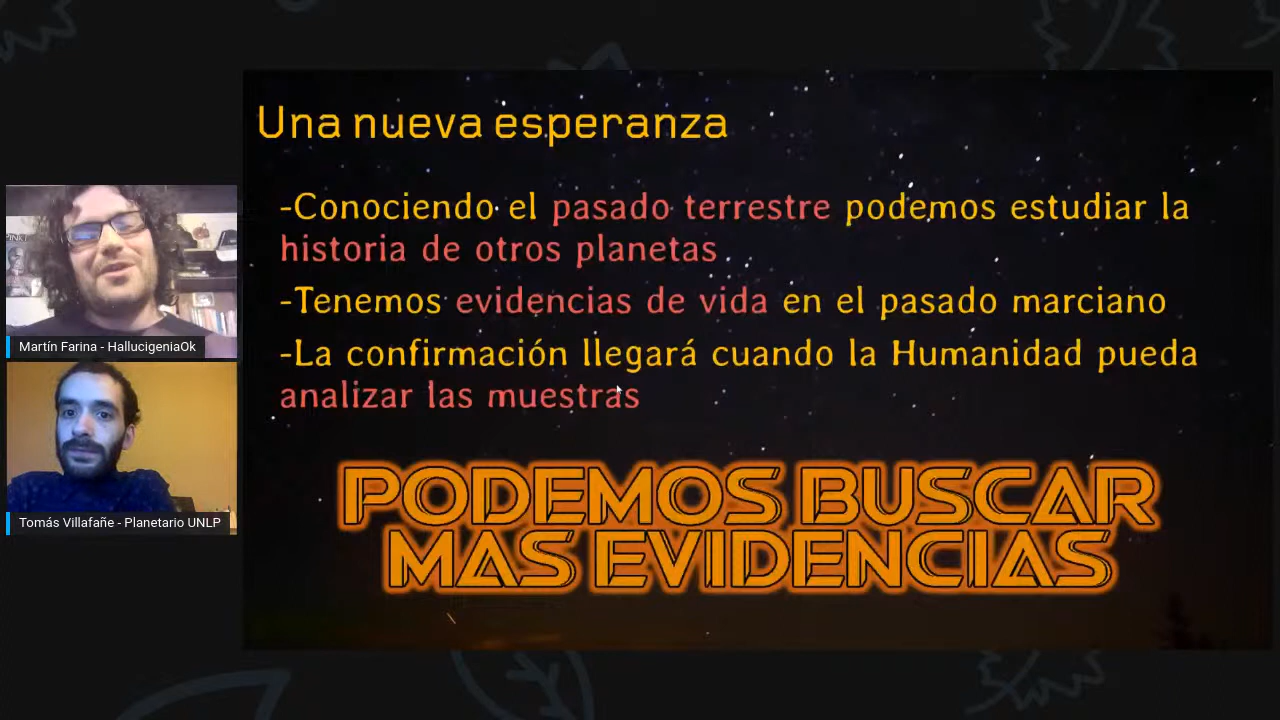 Una nueva esperanza
-Conociendo el pasado terrestre podemos estudiar la
historia de otros planetas
-Tenemos evidencias de vida en el pasado marciano
-La confirmación llegará cuando la Humanidad pueda
analizar las muestras
PODEMOS BUSCAR
MAS EVIDENCIAS
Martín Farina - HallucigeniaOk
Tomás Villafañe - Planetario UNLP